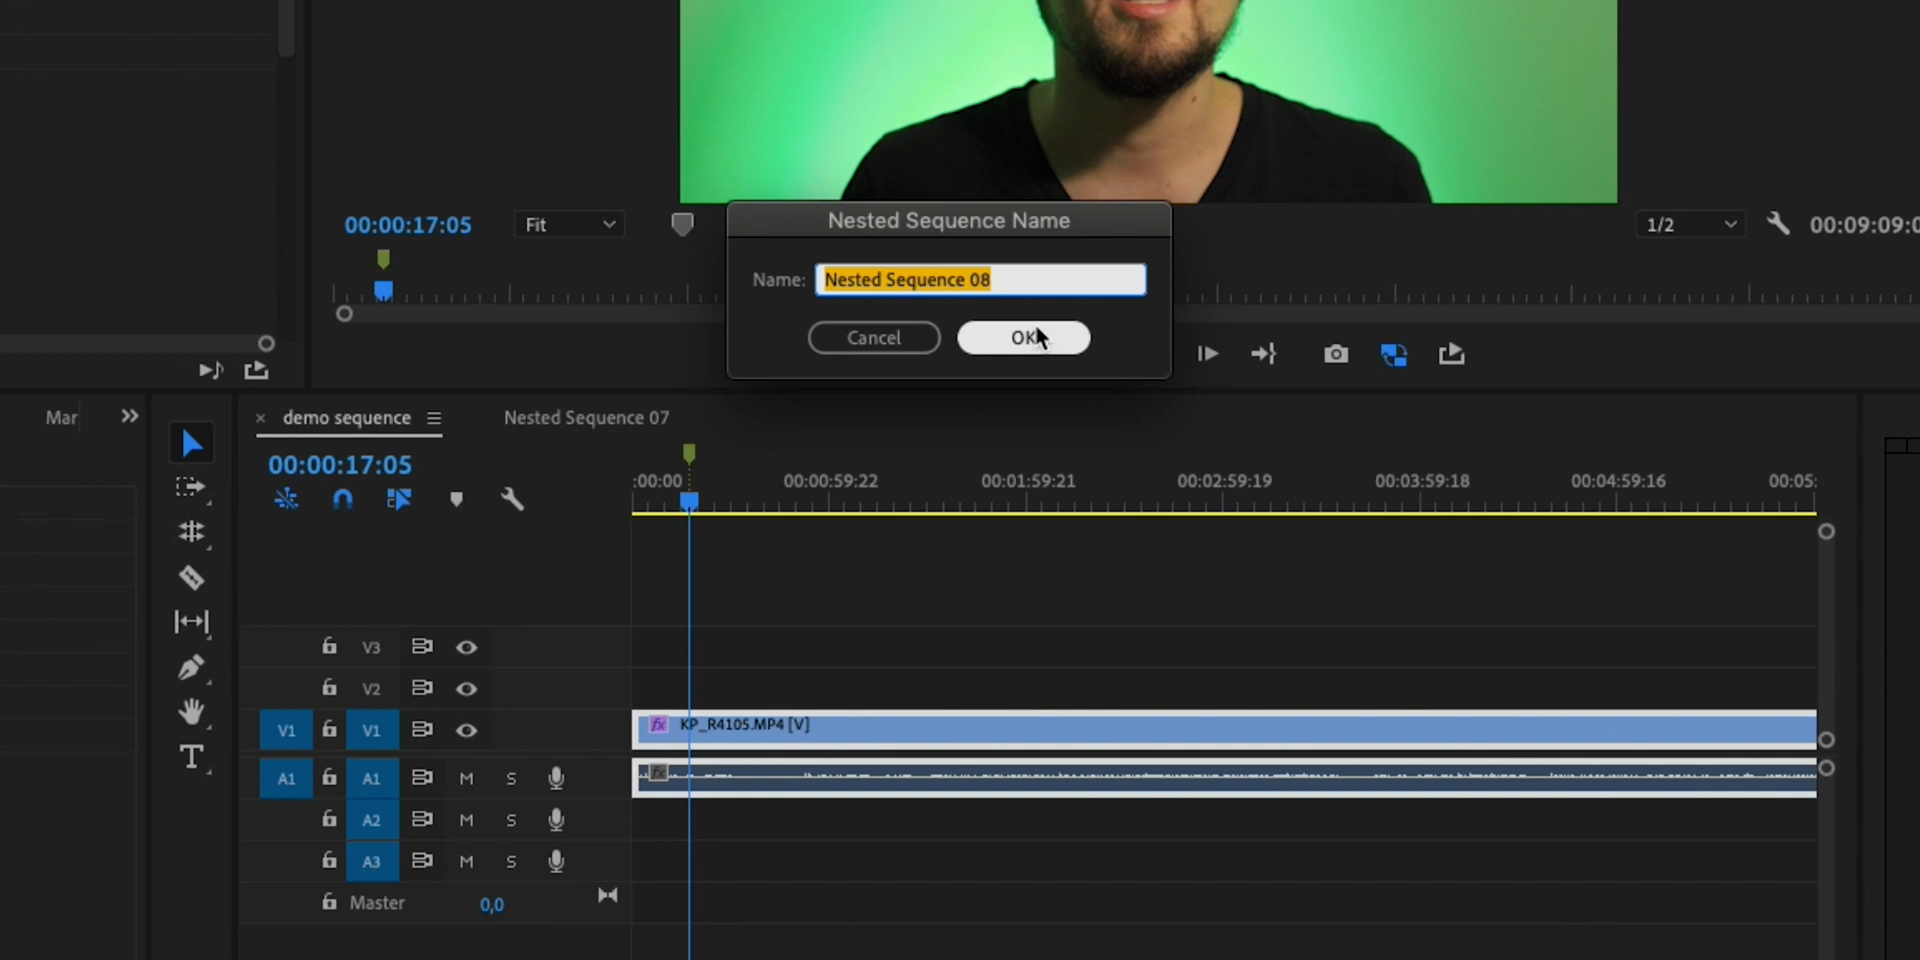 00:00:17:05
Fit
1/2
00:09:09:0
Nested Sequence Name
Name: Nested Sequence 08
Cancel
OK
Mar
demo sequence
Nested Sequence 07
00:00:17:05
:00:00
00:00:59:22
00:01:59:21
00:02:59:19
00:03:59:18
00:04:59:16
00:05:
V3
V2
V1 V1
fx KP_R4105.MP4 [V]
A1 A1 M S
fx
A2 M S
A3 M S
Master 0,0